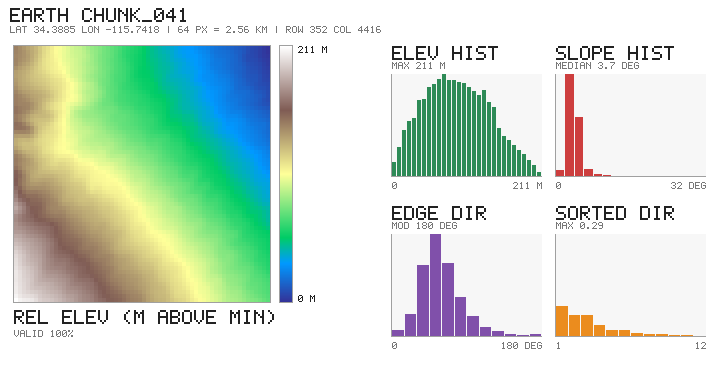 EARTH CHUNK_041
LAT 34.3885 LON -115.7418 | 64 PX = 2.56 KM | ROW 352 COL 4416
211 M
0 M
REL ELEV (M ABOVE MIN)
VALID 100%
ELEV HIST
MAX 211 M
0 211 M
SLOPE HIST
MEDIAN 3.7 DEG
0 32 DEG
EDGE DIR
MOD 180 DEG
0 180 DEG
SORTED DIR
MAX 0.29
1 12